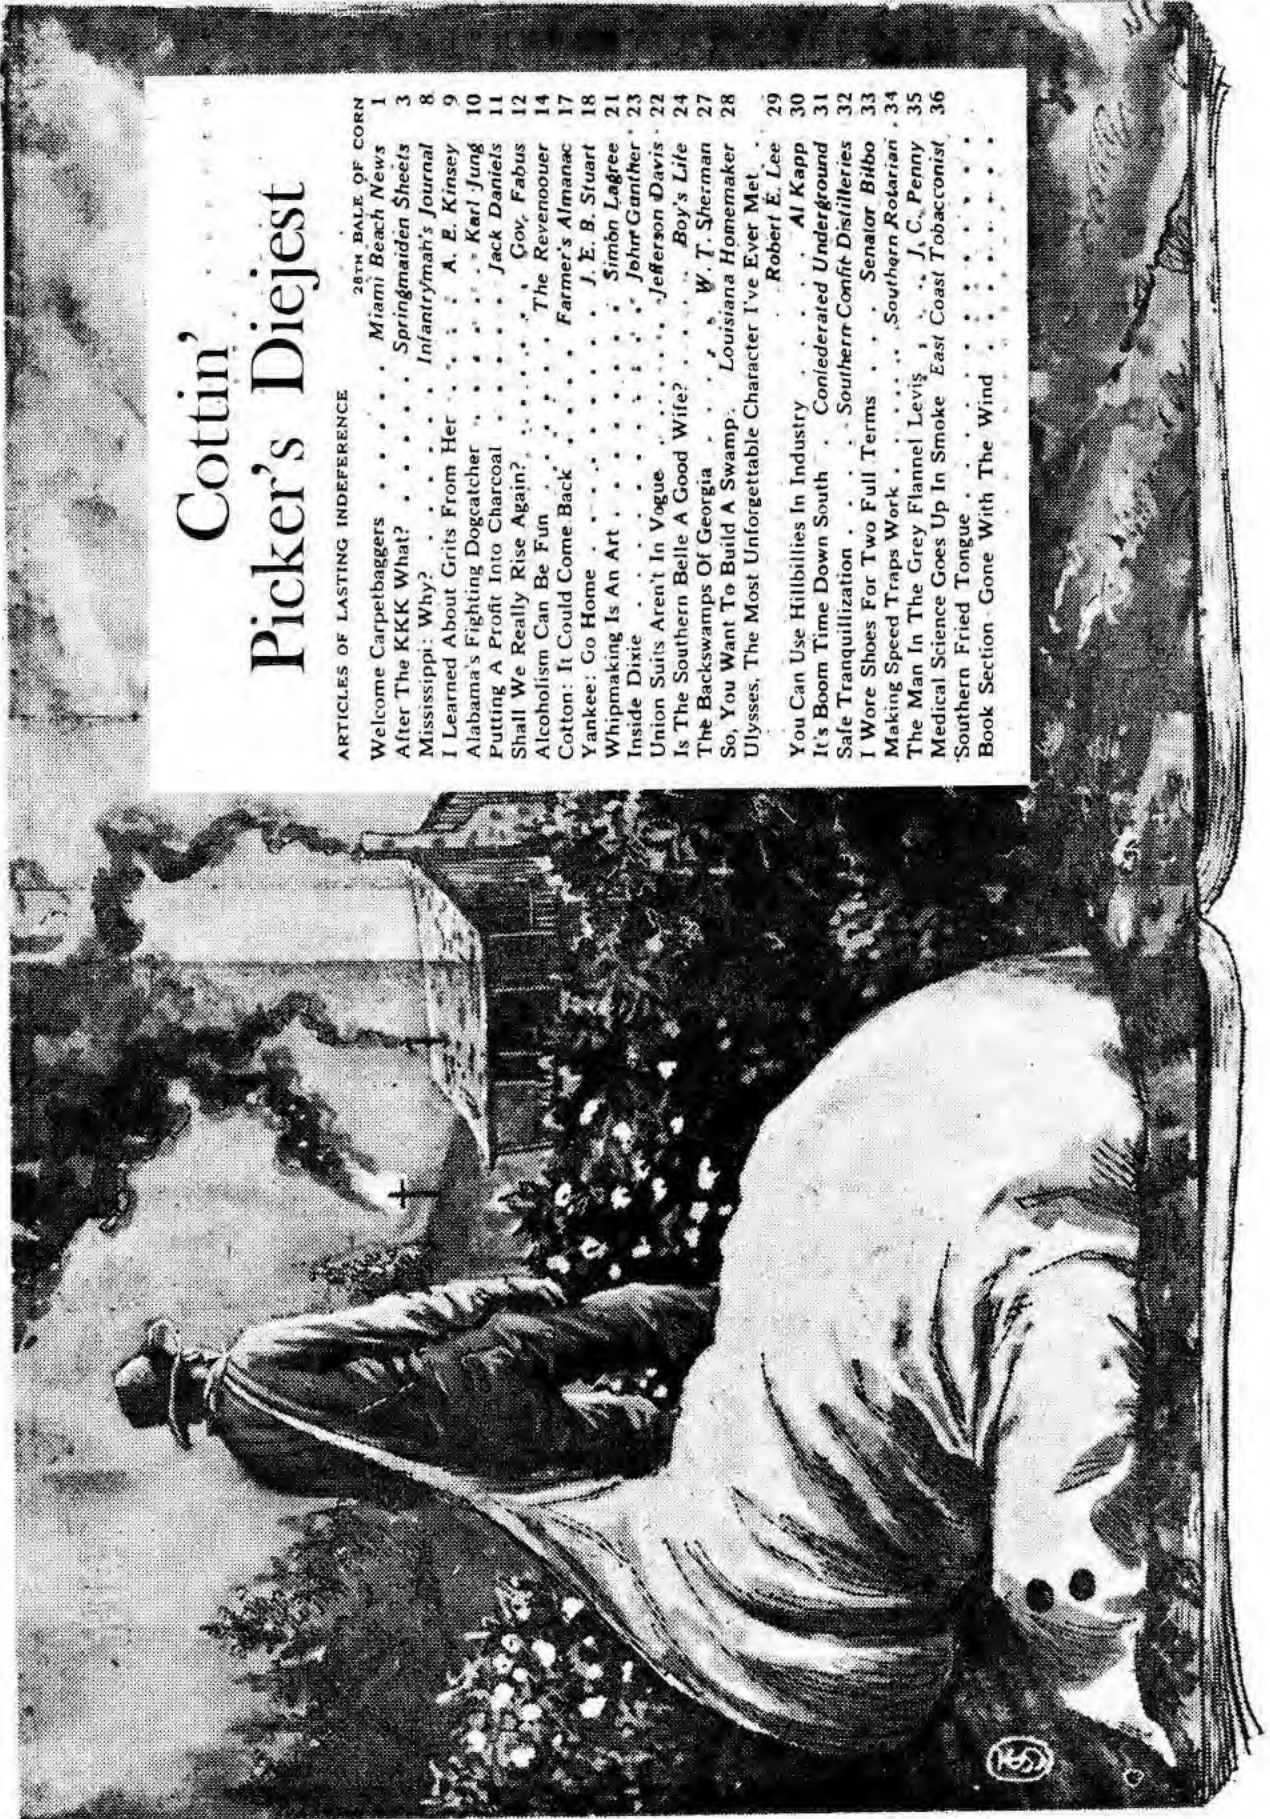 Cottin'
Picker's Diejest
28TH BALE OF CORN
ARTICLES OF LASTING INDEFERENCE
Welcome Carpetbaggers . . . . . Miami Beach News 1
After The KKK What? . . . . . Springmaiden Sheets 3
Mississippi: Why? . . . . . Infantrymah's Journal 8
I Learned About Grits From Her . . . . A. E. Kinsey 9
Alabama's Fighting Dogcatcher . . . . . Karl Jung 10
Putting A Profit Into Charcoal . . . . Jack Daniels 11
Shall We Really Rise Again? . . . . . Gov. Fabus 12
Alcoholism Can Be Fun . . . . The Revenoouer 14
Cotton: It Could Come Back . . . . Farmer's Almanac 17
Yankee: Go Home . . . . . J. E. B. Stuart 18
Whipmaking Is An Art . . . . . Simon Lagree 21
Inside Dixie . . . . . . John Gunther 23
Union Suits Aren't In Vogue . . . . Jefferson Davis 22
Is The Southern Belle A Good Wife? . . . . Boy's Life 24
The Backswamps Of Georgia . . . . W. T. Sherman 27
So, You Want To Build A Swamp . Louisiana Homemaker 28
Ulysses, The Most Unforgettable Character I've Ever Met .
. Robert E. Lee 29
You Can Use Hillbillies In Industry . . . . Al Kapp 30
It's Boom Time Down South . Confederated Underground 31
Safe Tranquilization . . . . Southern Comfit Distilleries 32
I Wore Shoes For Two Full Terms . . . Senator Bilbo 33
Making Speed Traps Work . . . . Southern Rotarian 34
The Man In The Grey Flannel Levis . . . J. C. Penny 35
Medical Science Goes Up In Smoke East Coast Tobacconist 36
Southern Fried Tongue . . . . . . . .
Book Section - Gone With The Wind . . . . . . .